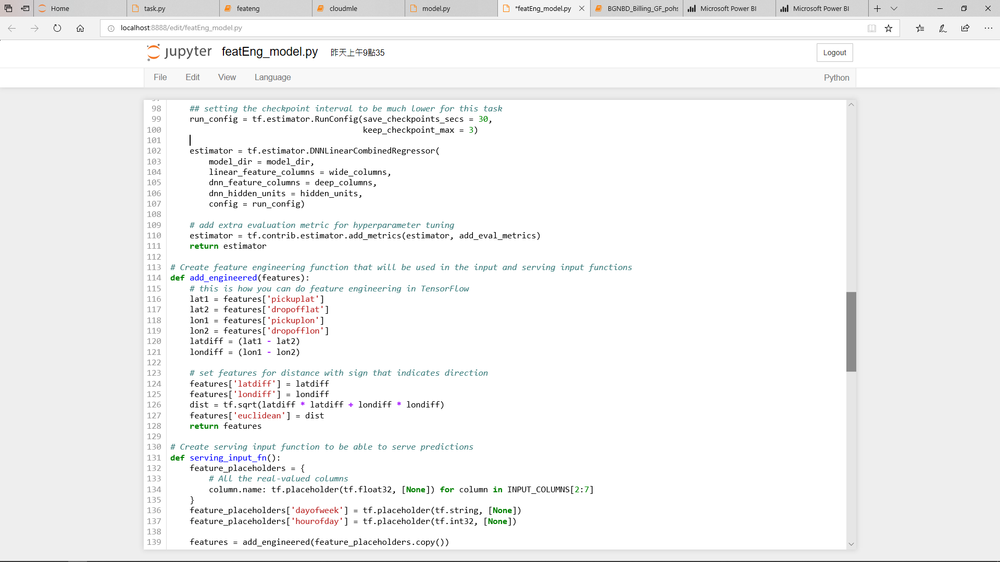 Home
task.py
feateng
cloudmle
model.py
*featEng_model.py
BGNBD_Billing_GF_pohs
Microsoft Power BI
Microsoft Power BI
localhost:8888/edit/featEng_model.py
jupyter featEng_model.py 昨天上午9點35
Logout
File Edit View Language Python
98     ## setting the checkpoint interval to be much lower for this task
99     run_config = tf.estimator.RunConfig(save_checkpoints_secs = 30,
100                                         keep_checkpoint_max = 3)
101
102     estimator = tf.estimator.DNNLinearCombinedRegressor(
103         model_dir = model_dir,
104         linear_feature_columns = wide_columns,
105         dnn_feature_columns = deep_columns,
106         dnn_hidden_units = hidden_units,
107         config = run_config)
108
109     # add extra evaluation metric for hyperparameter tuning
110     estimator = tf.contrib.estimator.add_metrics(estimator, add_eval_metrics)
111     return estimator
112
113 # Create feature engineering function that will be used in the input and serving input functions
114 def add_engineered(features):
115     # this is how you can do feature engineering in TensorFlow
116     lat1 = features['pickuplat']
117     lat2 = features['dropofflat']
118     lon1 = features['pickuplon']
119     lon2 = features['dropofflon']
120     latdiff = (lat1 - lat2)
121     londiff = (lon1 - lon2)
122
123     # set features for distance with sign that indicates direction
124     features['latdiff'] = latdiff
125     features['londiff'] = londiff
126     dist = tf.sqrt(latdiff * latdiff + londiff * londiff)
127     features['euclidean'] = dist
128     return features
129
130 # Create serving input function to be able to serve predictions
131 def serving_input_fn():
132     feature_placeholders = {
133         # All the real-valued columns
134         column.name: tf.placeholder(tf.float32, [None]) for column in INPUT_COLUMNS[2:7]
135     }
136     feature_placeholders['dayofweek'] = tf.placeholder(tf.string, [None])
137     feature_placeholders['hourofday'] = tf.placeholder(tf.int32, [None])
138
139     features = add_engineered(feature_placeholders.copy())